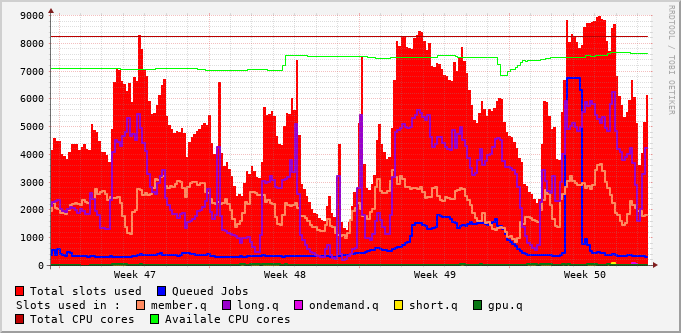 9000
8000
7000
6000
5000
4000
3000
2000
1000
0
Week 47 Week 48 Week 49 Week 50
RRDTOOL / TOBI OETIKER
Total slots used Queued Jobs
Slots used in : member.q long.q ondemand.q short.q gpu.q
Total CPU cores Availale CPU cores